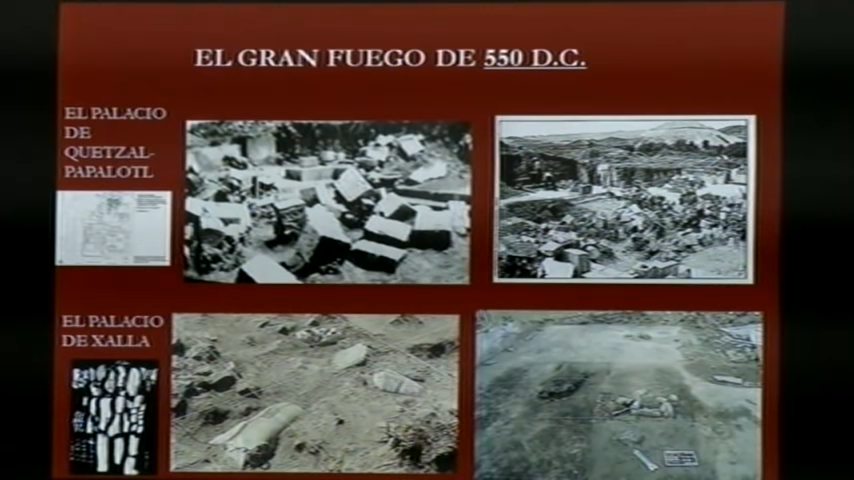 EL GRAN FUEGO DE 550 D.C.
EL PALACIO
DE
QUETZAL-
PAPALOTL
EL PALACIO
DE XALLA